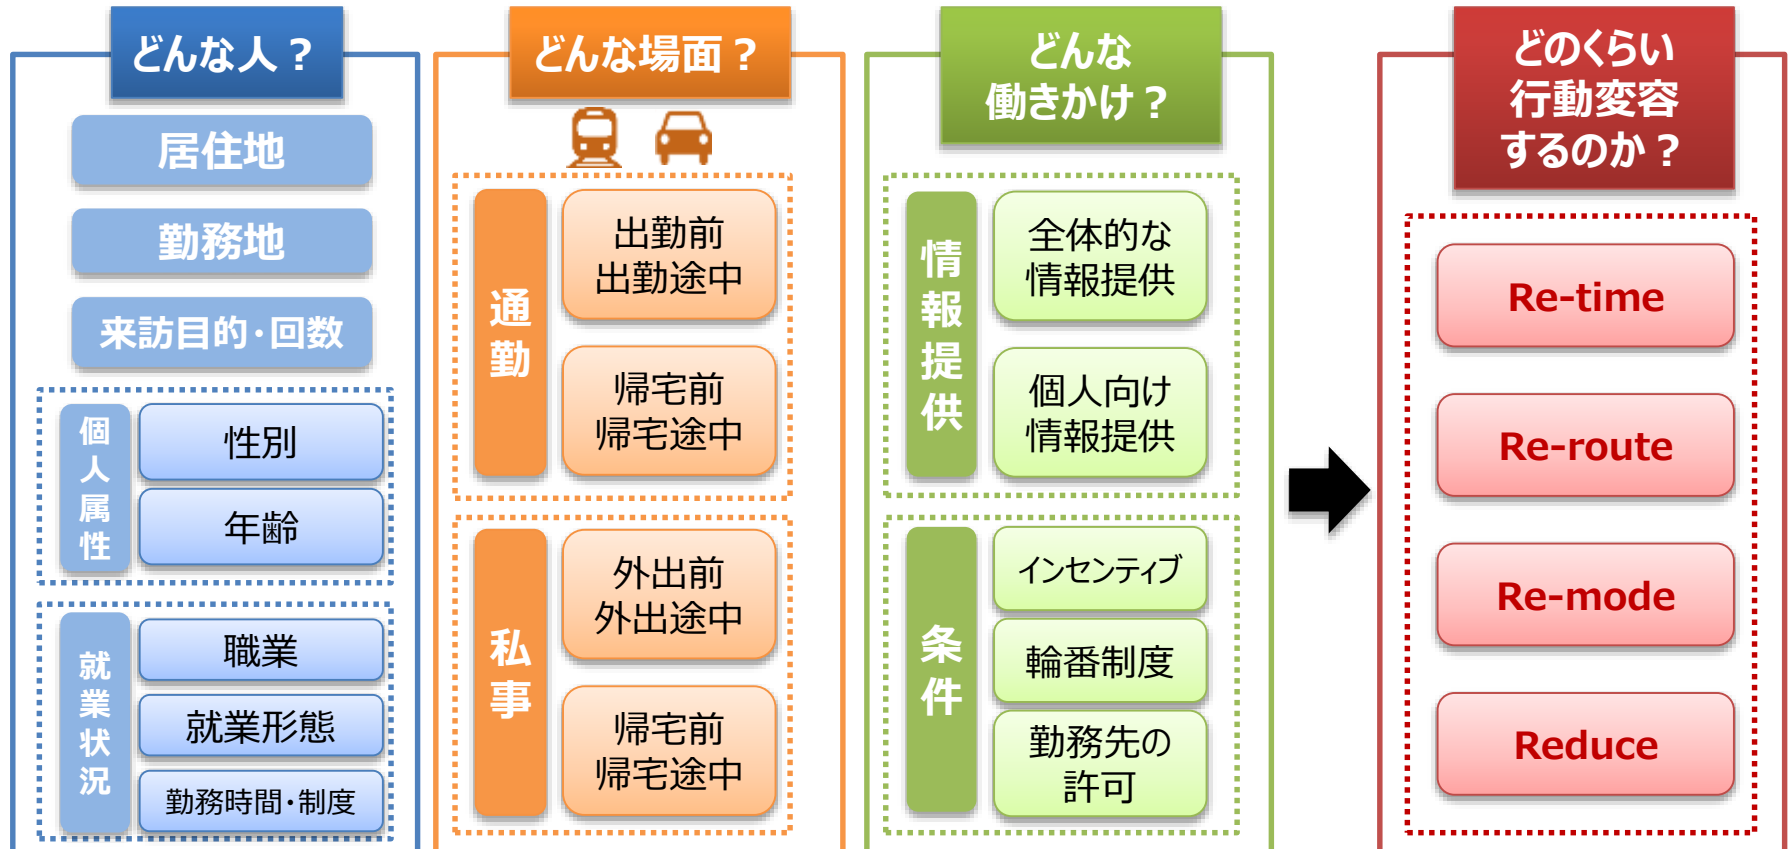 どんな人？
居住地
勤務地
来訪目的・回数
個人属性
性別
年齢
就業状況
職業
就業形態
勤務時間・制度
どんな場面？
通勤
出勤前
出勤途中
帰宅前
帰宅途中
私事
外出前
外出途中
帰宅前
帰宅途中
どんな
働きかけ？
情報提供
全体的な
情報提供
個人向け
情報提供
条件
インセンティブ
輪番制度
勤務先の
許可
どのくらい
行動変容
するのか？
Re-time
Re-route
Re-mode
Reduce